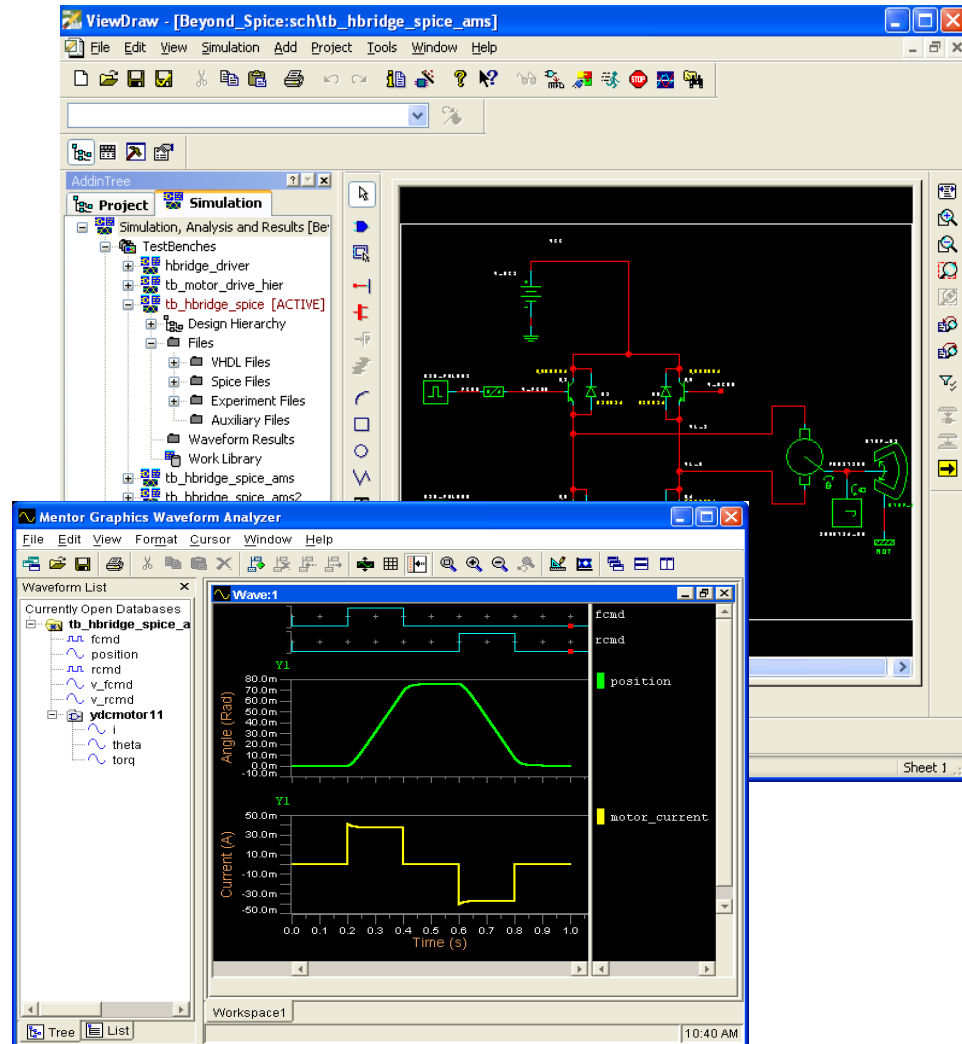 ViewDraw - [Beyond_Spice:sch\tb_hbridge_spice_ams]
File Edit View Simulation Add Project Tools Window Help
AddinTree
Project Simulation
Simulation, Analysis and Results [Be
TestBenches
hbridge_driver
tb_motor_drive_hier
tb_hbridge_spice [ACTIVE]
Design Hierarchy
Files
VHDL Files
Spice Files
Experiment Files
Auxiliary Files
Waveform Results
Work Library
tb_hbridge_spice_ams
tb_hbridge_spice_ams2
Sheet 1
Mentor Graphics Waveform Analyzer
File Edit View Format Cursor Window Help
Waveform List
Currently Open Databases
tb_hbridge_spice_a
fcmd
position
rcmd
v_fcmd
v_rcmd
ydcmotor11
i
theta
torq
Tree List
Wave:1
fcmd
rcmd
Y1
position
80.0m
70.0m
60.0m
50.0m
40.0m
30.0m
20.0m
10.0m
0.0m
-10.0m
Angle (Rad)
Y1
motor_current
50.0m
30.0m
10.0m
-10.0m
-30.0m
-50.0m
Current (A)
0.0 0.1 0.2 0.3 0.4 0.5 0.6 0.7 0.8 0.9 1.0
Time (s)
Workspace1
10:40 AM